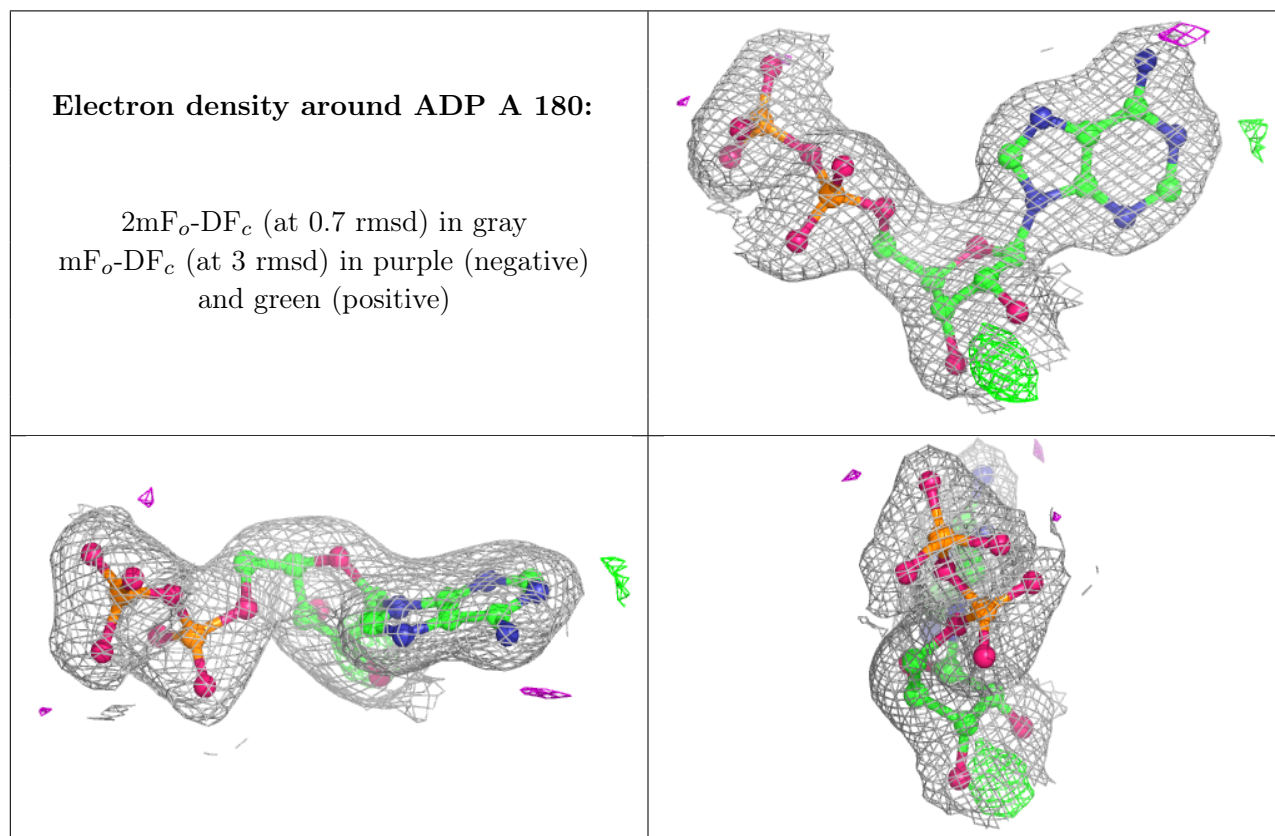 Electron density around ADP A 180:
2mFo-DFc (at 0.7 rmsd) in gray
mFo-DFc (at 3 rmsd) in purple (negative)
and green (positive)